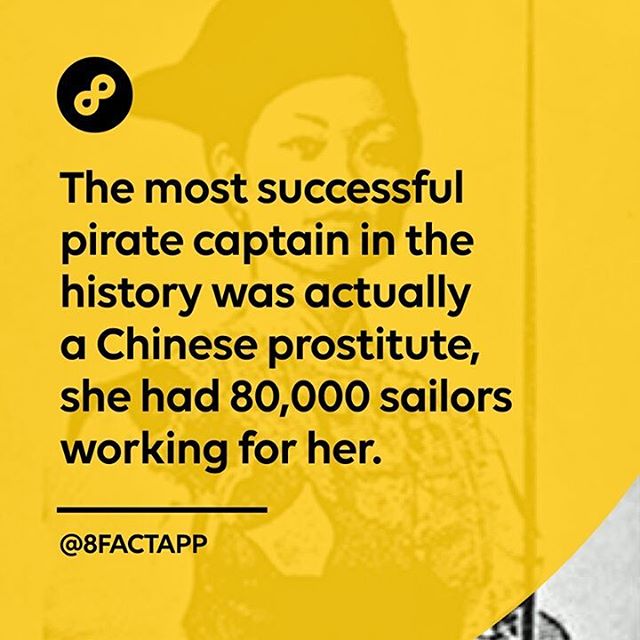 The most successful
pirate captain in the
history was actually
a Chinese prostitute,
she had 80,000 sailors
working for her.
@8FACTAPP